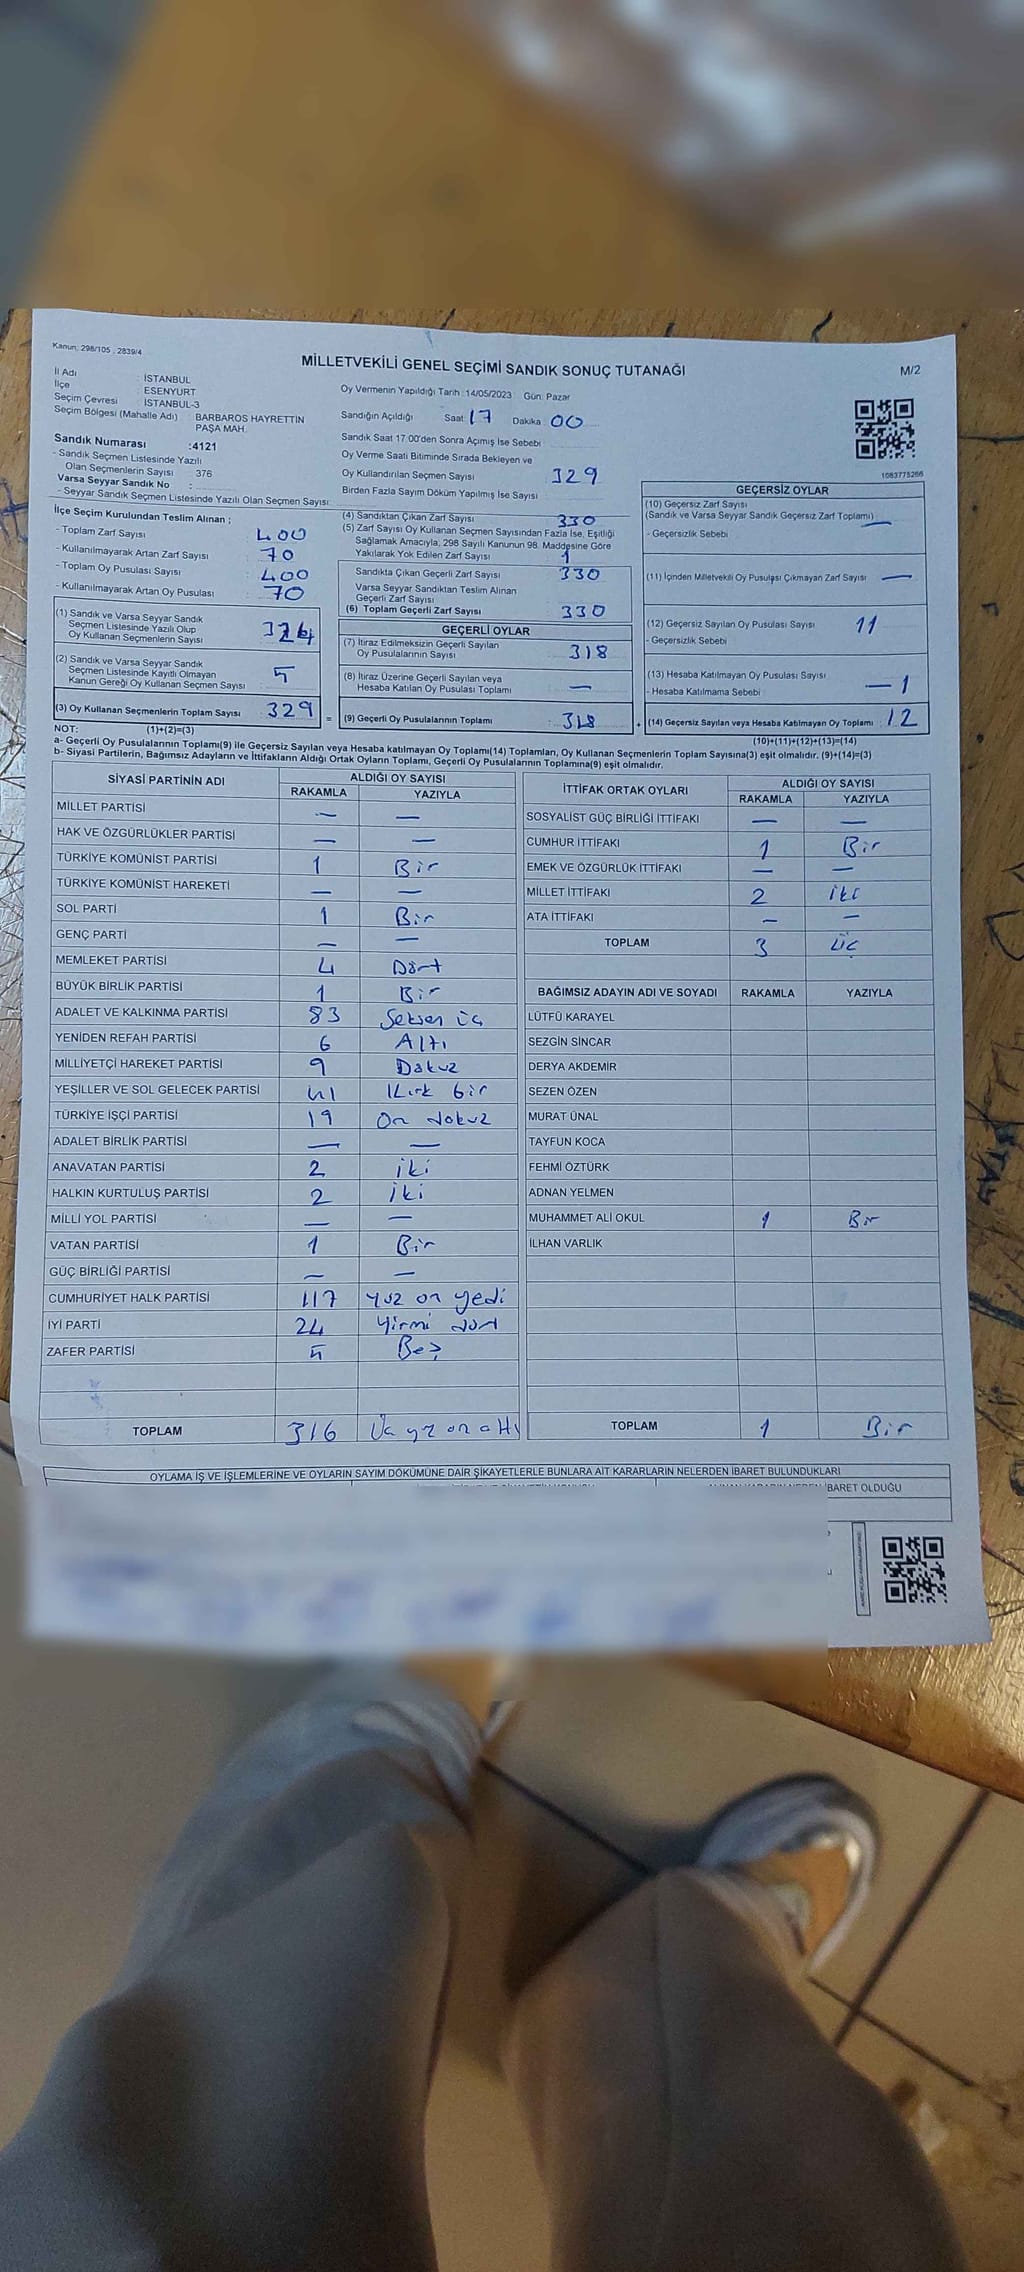 Kanun: 298/105 , 2839/4
MİLLETVEKİLİ GENEL SEÇİMİ SANDIK SONUÇ TUTANAĞI
M/2
İl Adı : İSTANBUL
İlçe : ESENYURT
Seçim Çevresi : İSTANBUL-3
Seçim Bölgesi (Mahalle Adı) : BARBAROS HAYRETTİN
PAŞA MAH.
Sandık Numarası :4121
- Sandık Seçmen Listesinde Yazılı
Olan Seçmenlerin Sayısı : 376
Varsa Seyyar Sandık No :
- Seyyar Sandık Seçmen Listesinde Yazılı Olan Seçmen Sayısı:
Oy Vermenin Yapıldığı Tarih :14/05/2023 Gün: Pazar
Sandığın Açıldığı Saat: 17 Dakika: 00
Sandık Saat 17:00'den Sonra Açımış İse Sebebi :
Oy Verme Saati Bitiminde Sırada Bekleyen ve
Oy Kullandırılan Seçmen Sayısı : 329
Birden Fazla Sayım Döküm Yapılmış İse Sayısı :
1083775266
İlçe Seçim Kurulundan Teslim Alınan ;
- Toplam Zarf Sayısı : 400
- Kullanılmayarak Artan Zarf Sayısı : 70
- Toplam Oy Pusulası Sayısı : 400
- Kullanılmayarak Artan Oy Pusulası : 70
(1) Sandık ve Varsa Seyyar Sandık
Seçmen Listesinde Yazılı Olup
Oy Kullanan Seçmenlerin Sayısı : 324
(2) Sandık ve Varsa Seyyar Sandık
Seçmen Listesinde Kayıtlı Olmayan
Kanun Gereği Oy Kullanan Seçmen Sayısı : 5
(3) Oy Kullanan Seçmenlerin Toplam Sayısı : 329
(4) Sandıktan Çıkan Zarf Sayısı : 330
(5) Zarf Sayısı Oy Kullanan Seçmen Sayısından Fazla İse, Eşitliği
Sağlamak Amacıyla, 298 Sayılı Kanunun 98. Maddesine Göre
Yakılarak Yok Edilen Zarf Sayısı : 1
Sandıkta Çıkan Geçerli Zarf Sayısı : 330
Varsa Seyyar Sandıktan Teslim Alınan
Geçerli Zarf Sayısı :
(6) Toplam Geçerli Zarf Sayısı : 330
GEÇERLİ OYLAR
(7) İtiraz Edilmeksizin Geçerli Sayılan
Oy Pusulalarının Sayısı : 318
(8) İtiraz Üzerine Geçerli Sayılan veya
Hesaba Katılan Oy Pusulası Toplamı : —
= (9) Geçerli Oy Pusulalarının Toplamı : 318
GEÇERSİZ OYLAR
(10) Geçersiz Zarf Sayısı
(Sandık ve Varsa Seyyar Sandık Geçersiz Zarf Toplamı) : —
- Geçersizlik Sebebi :
(11) İçinden Milletvekili Oy Pusulası Çıkmayan Zarf Sayısı : —
(12) Geçersiz Sayılan Oy Pusulası Sayısı : 11
- Geçersizlik Sebebi :
(13) Hesaba Katılmayan Oy Pusulası Sayısı : — 1
- Hesaba Katılmama Sebebi :
+ (14) Geçersiz Sayılan veya Hesaba Katılmayan Oy Toplamı : 12
NOT: (1)+(2)=(3)
(10)+(11)+(12)+(13)=(14)
a- Geçerli Oy Pusulalarının Toplamı(9) ile Geçersiz Sayılan veya Hesaba katılmayan Oy Toplamı(14) Toplamları, Oy Kullanan Seçmenlerin Toplam Sayısına(3) eşit olmalıdır. (9)+(14)=(3)
b- Siyasi Partilerin, Bağımsız Adayların ve İttifakların Aldığı Ortak Oyların Toplamı, Geçerli Oy Pusulalarının Toplamına(9) eşit olmalıdır.
SİYASİ PARTİNİN ADI ALDIĞI OY SAYISI
RAKAMLA YAZIYLA
MİLLET PARTİSİ — —
HAK VE ÖZGÜRLÜKLER PARTİSİ — —
TÜRKİYE KOMÜNİST PARTİSİ 1 Bir
TÜRKİYE KOMÜNİST HAREKETİ — —
SOL PARTİ 1 Bir
GENÇ PARTİ — —
MEMLEKET PARTİSİ 4 Dört
BÜYÜK BİRLİK PARTİSİ 1 Bir
ADALET VE KALKINMA PARTİSİ 83 Seksen üç
YENİDEN REFAH PARTİSİ 6 Altı
MİLLİYETÇİ HAREKET PARTİSİ 9 Dokuz
YEŞİLLER VE SOL GELECEK PARTİSİ 41 Kırk bir
TÜRKİYE İŞÇİ PARTİSİ 19 On dokuz
ADALET BİRLİK PARTİSİ — —
ANAVATAN PARTİSİ 2 iki
HALKIN KURTULUŞ PARTİSİ 2 İki
MİLLİ YOL PARTİSİ — —
VATAN PARTİSİ 1 Bir
GÜÇ BİRLİĞİ PARTİSİ — —
CUMHURİYET HALK PARTİSİ 117 yüz on yedi
İYİ PARTİ 24 Yirmi dört
ZAFER PARTİSİ 5 Beş
TOPLAM 316 Üç yüz on altı
İTTİFAK ORTAK OYLARI ALDIĞI OY SAYISI
RAKAMLA YAZIYLA
SOSYALİST GÜÇ BİRLİĞİ İTTİFAKI — —
CUMHUR İTTİFAKI 1 Bir
EMEK VE ÖZGÜRLÜK İTTİFAKI — —
MİLLET İTTİFAKI 2 iki
ATA İTTİFAKI — —
TOPLAM 3 üç
BAĞIMSIZ ADAYIN ADI VE SOYADI RAKAMLA YAZIYLA
LÜTFÜ KARAYEL
SEZGİN SİNCAR
DERYA AKDEMİR
SEZEN ÖZEN
MURAT ÜNAL
TAYFUN KOCA
FEHMİ ÖZTÜRK
ADNAN YELMEN
MUHAMMET ALİ OKUL 1 Bir
İLHAN VARLIK
TOPLAM 1 Bir
OYLAMA İŞ VE İŞLEMLERİNE VE OYLARIN SAYIM DÖKÜMÜNE DAİR ŞİKAYETLERLE BUNLARA AİT KARARLARIN NELERDEN İBARET BULUNDUKLARI
İBARET OLDUĞU